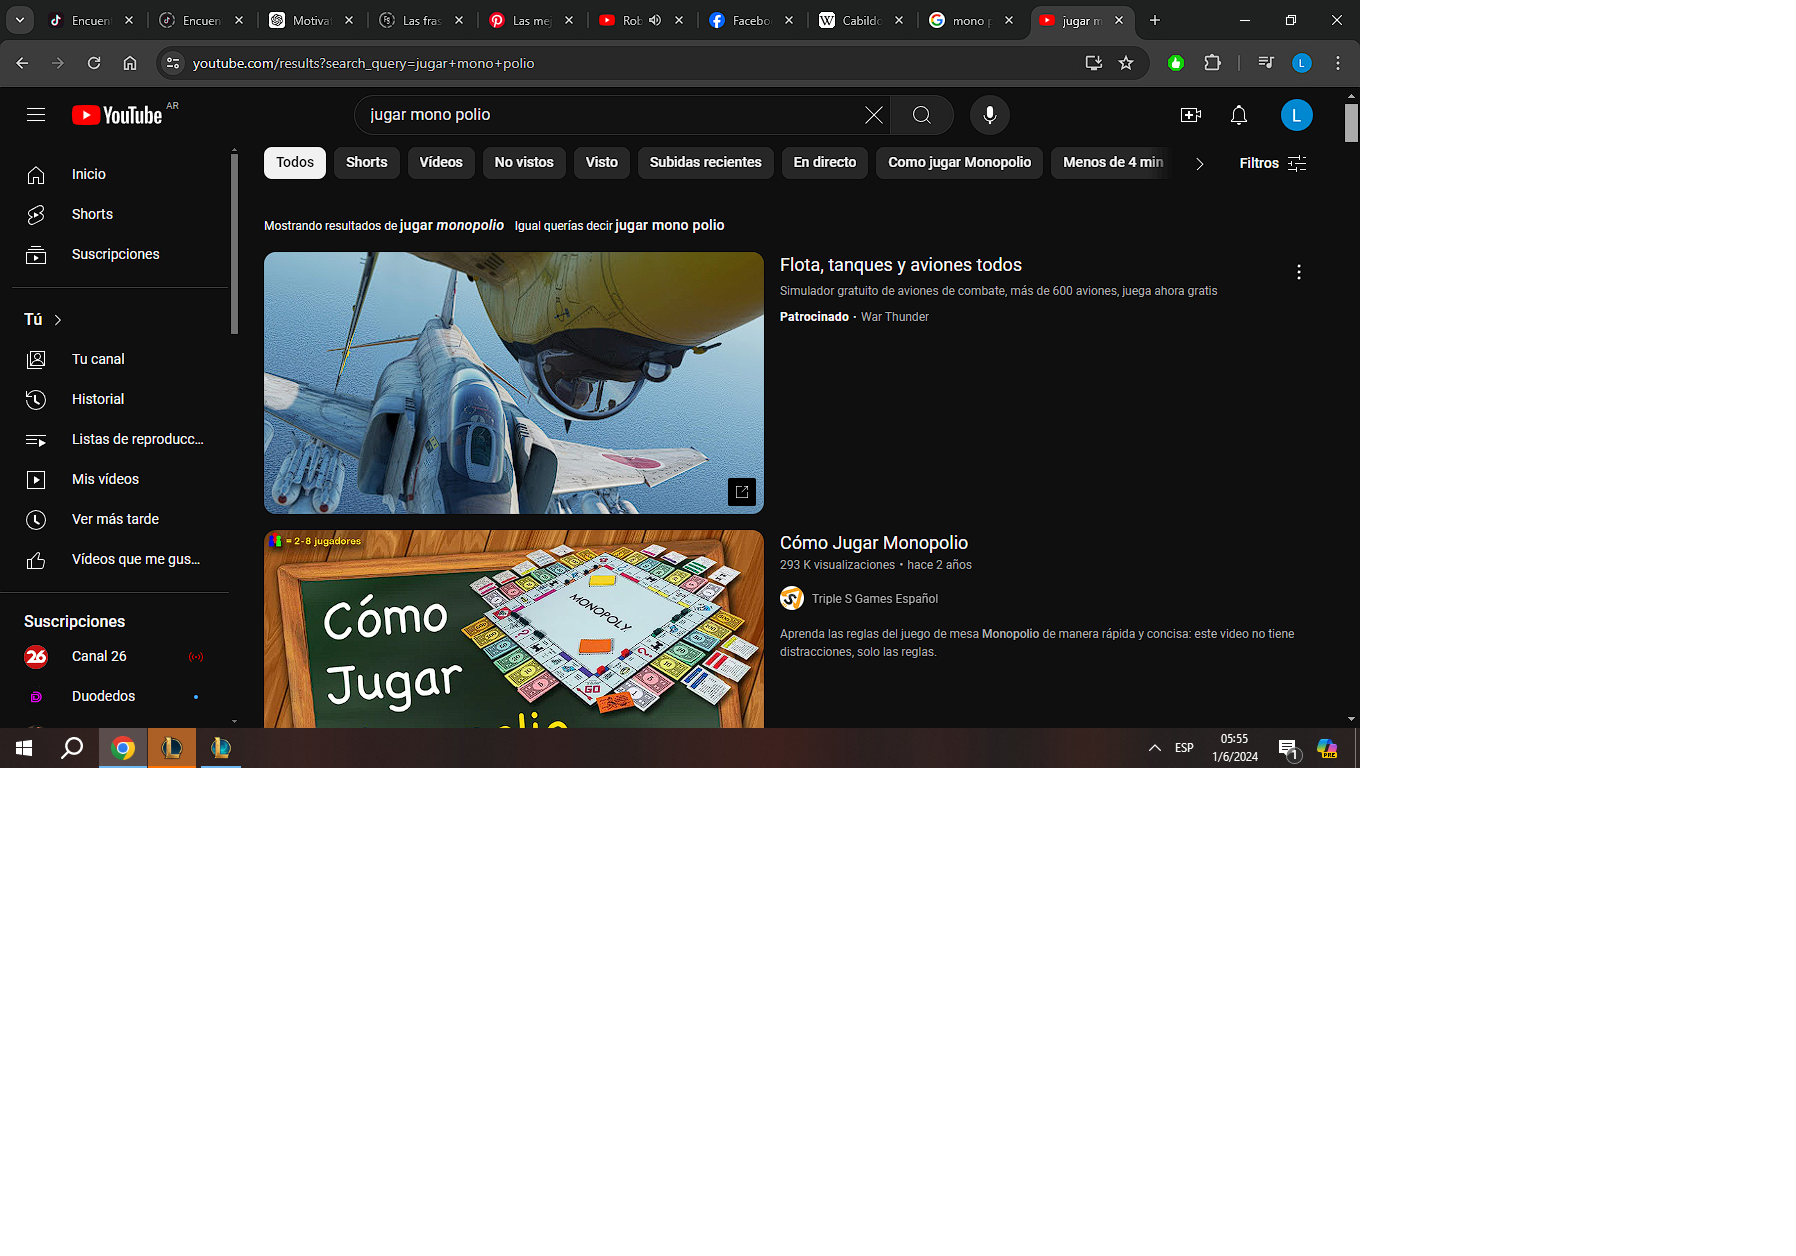 Encuen
Encuen
Motiva
Las fras
Las mej
Rob
Facebo
Cabildo
mono p
jugar m
youtube.com/results?search_query=jugar+mono+polio
YouTube AR
jugar mono polio
L
Todos
Shorts
Vídeos
No vistos
Visto
Subidas recientes
En directo
Como jugar Monopolio
Menos de 4 min
Filtros
Inicio
Shorts
Suscripciones
Tú
Tu canal
Historial
Listas de reproducc...
Mis vídeos
Ver más tarde
Vídeos que me gus...
Suscripciones
Canal 26
Duodedos
Mostrando resultados de jugar monopolio Igual querías decir jugar mono polio
Flota, tanques y aviones todos
Simulador gratuito de aviones de combate, más de 600 aviones, juega ahora gratis
Patrocinado · War Thunder
= 2-8 jugadores
Cómo
Jugar
MONOPOLY
GO
Cómo Jugar Monopolio
293 K visualizaciones • hace 2 años
Triple S Games Español
Aprenda las reglas del juego de mesa Monopolio de manera rápida y concisa: este video no tiene
distracciones, solo las reglas.
ESP
05:55
1/6/2024
1
PRE